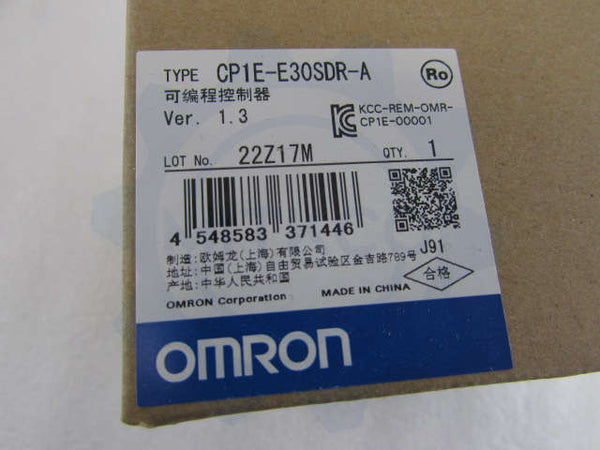 TYPE CP1E-E30SDR-A
Ro
可编程控制器
Ver. 1.3
KCC-REM-OMR-
CP1E-00001
LOT No. 22Z17M QTY. 1
4 548583 371446
J91
制造:欧姆龙(上海)有限公司
地址:中国(上海)自由贸易试验区金吉路789号
产地:中华人民共和国
合格
OMRON Corporation MADE IN CHINA
OMRON